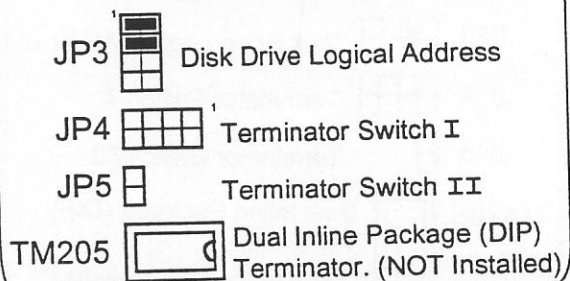 1
JP3 Disk Drive Logical Address
1
JP4 Terminator Switch I
JP5 Terminator Switch II
TM205 Dual Inline Package (DIP)
Terminator. (NOT Installed)